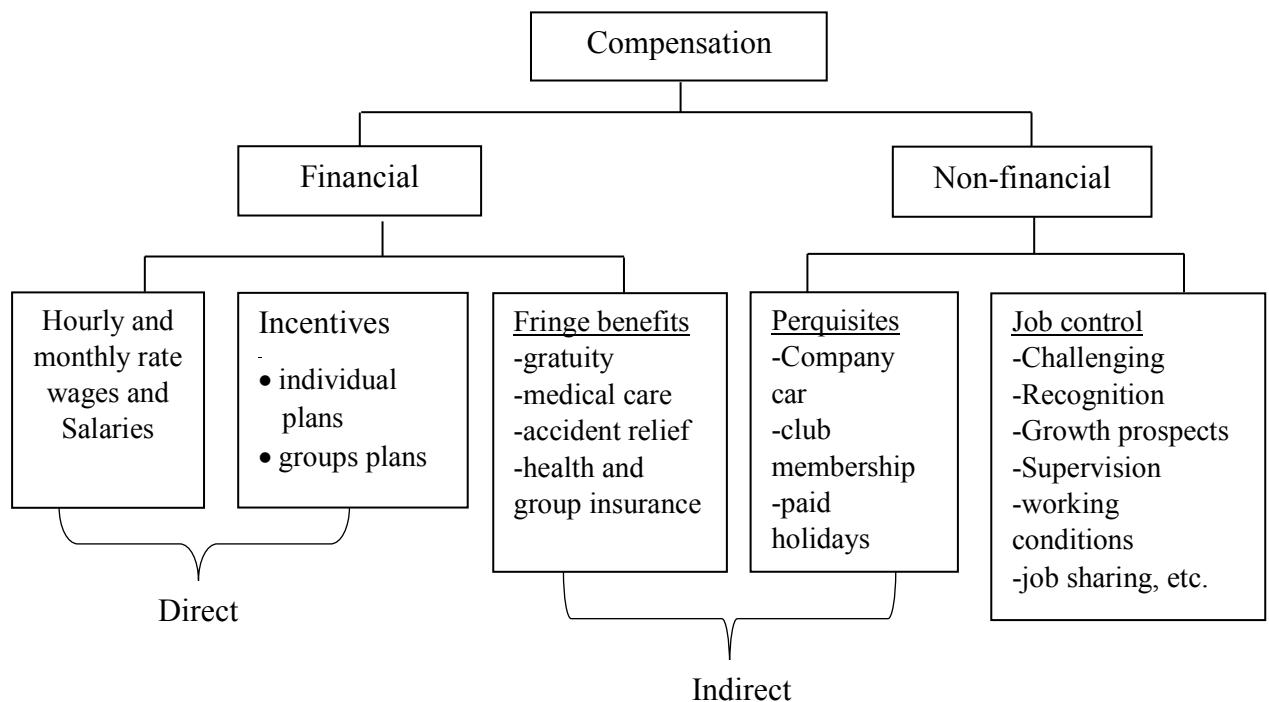 Compensation
Financial
Non-financial
Hourly and
monthly rate
wages and
Salaries
Incentives
-
• individual
plans
• groups plans
Fringe benefits
-gratuity
-medical care
-accident relief
-health and
group insurance
Perquisites
-Company
car
-club
membership
-paid
holidays
Job control
-Challenging
-Recognition
-Growth prospects
-Supervision
-working
conditions
-job sharing, etc.
Direct
Indirect